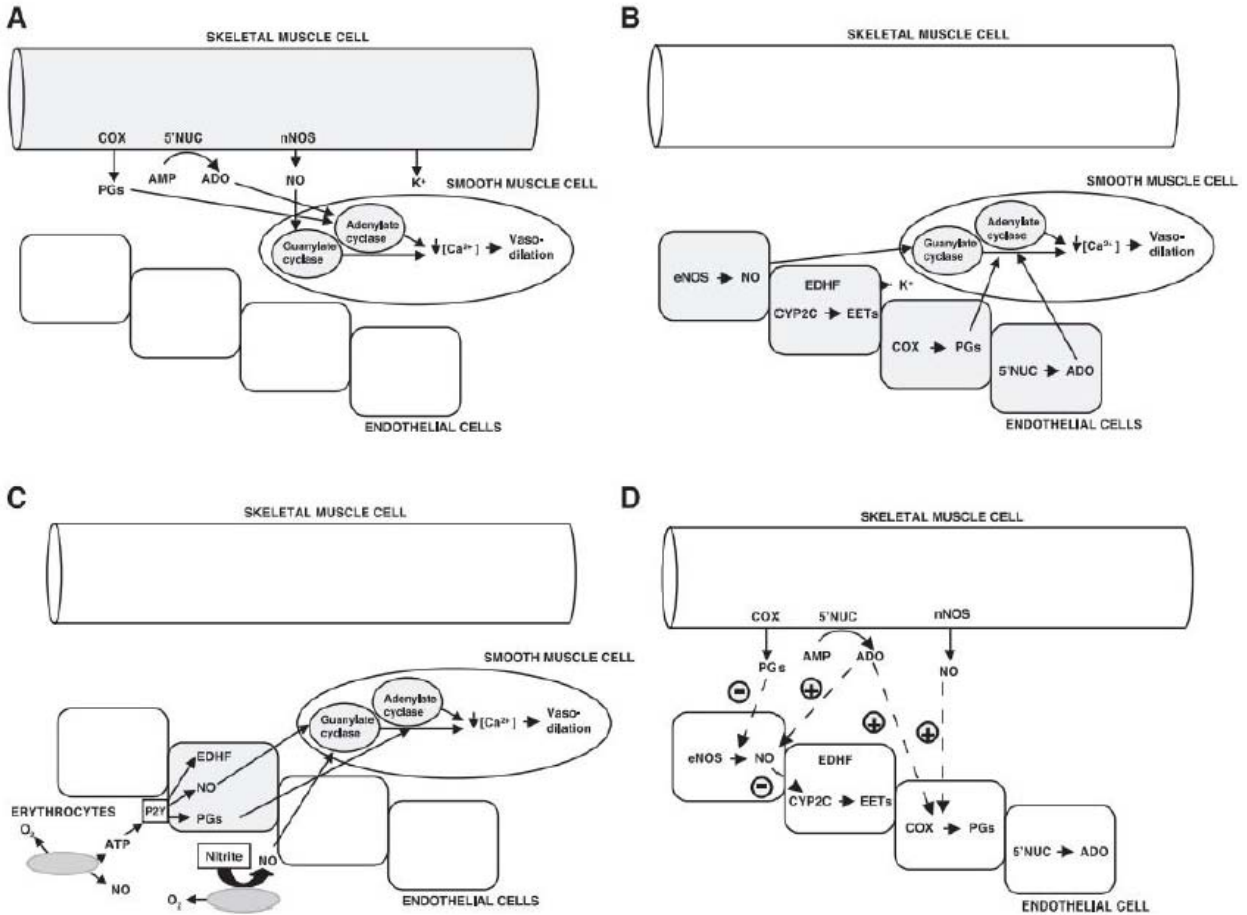 A
SKELETAL MUSCLE CELL
COX 5'NUC nNOS
PGs AMP ADO NO K+
SMOOTH MUSCLE CELL
Adenylate
cyclase
Guanylate
cyclase
[Ca2+]
Vaso-
dilation
ENDOTHELIAL CELLS
B
SKELETAL MUSCLE CELL
SMOOTH MUSCLE CELL
Adenylate
cyclase
Guanylate
cyclase
[Ca2+]
Vaso-
dilation
eNOS NO
EDHF K+
CYP2C EETs
COX PGs
5'NUC ADO
ENDOTHELIAL CELLS
C
SKELETAL MUSCLE CELL
SMOOTH MUSCLE CELL
Adenylate
cyclase
Guanylate
cyclase
[Ca2+]
Vaso-
dilation
EDHF
NO
PGs
P2Y
ERYTHROCYTES
O2
ATP
NO
Nitrite
NO
O2
ENDOTHELIAL CELLS
D
SKELETAL MUSCLE CELL
COX 5'NUC nNOS
PGs AMP ADO NO
- + + +
eNOS NO
-
EDHF
CYP2C EETs
COX PGs
5'NUC ADO
ENDOTHELIAL CELL